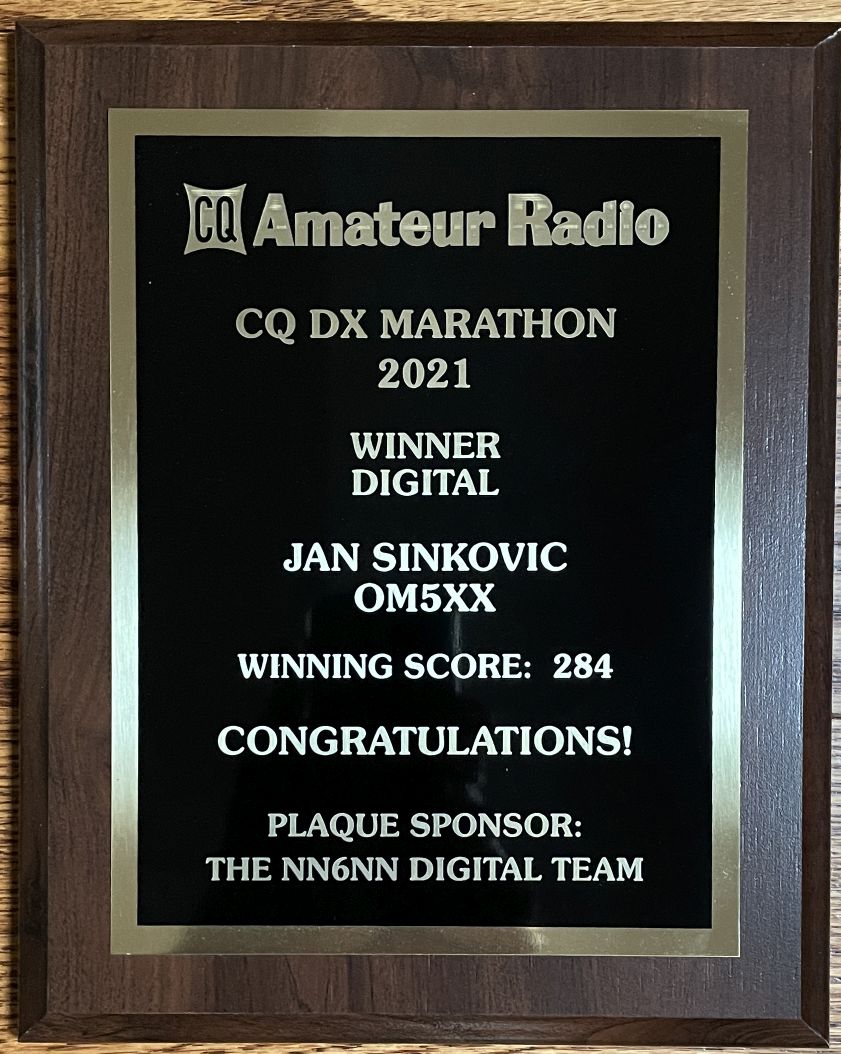 CQ Amateur Radio
CQ DX MARATHON
2021
WINNER
DIGITAL
JAN SINKOVIC
OM5XX
WINNING SCORE: 284
CONGRATULATIONS!
PLAQUE SPONSOR:
THE NN6NN DIGITAL TEAM